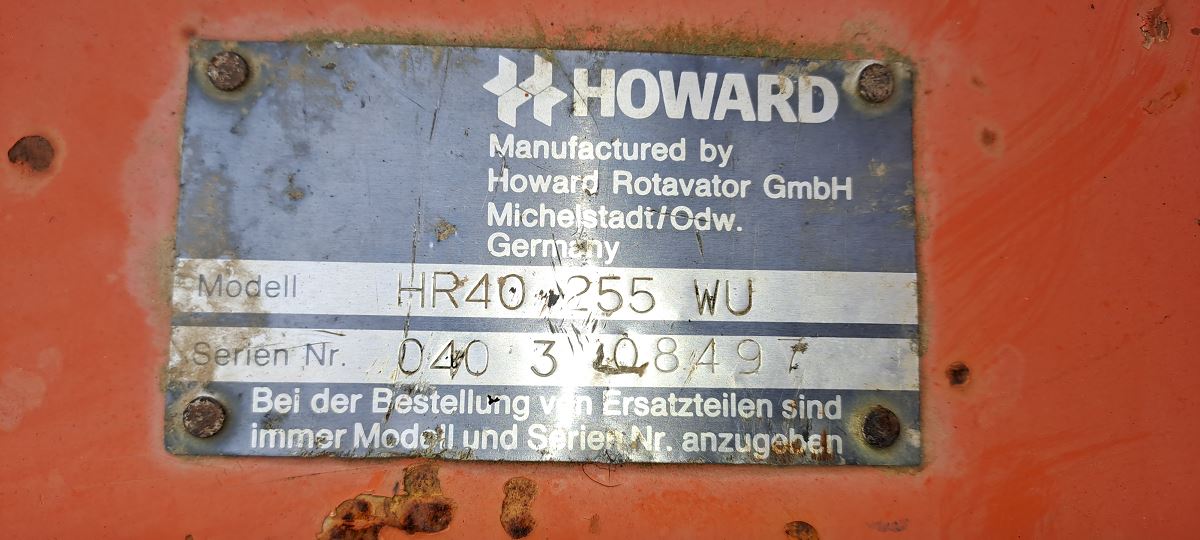 HOWARD
Manufactured by
Howard Rotavator GmbH
Michelstadt/Odw.
Germany
Modell HR40 255 WU
Serien Nr. 040 3 08497
Bei der Bestellung von Ersatzteilen sind
immer Modell und Serien Nr. anzugeben